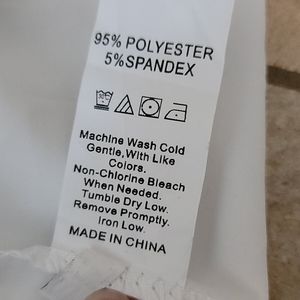 95% POLYESTER
5%SPANDEX
Machine Wash Cold
Gentle,With Like
Colors.
Non-Chlorine Bleach
When Needed.
Tumble Dry Low.
Remove Promptly.
Iron Low.
MADE IN CHINA